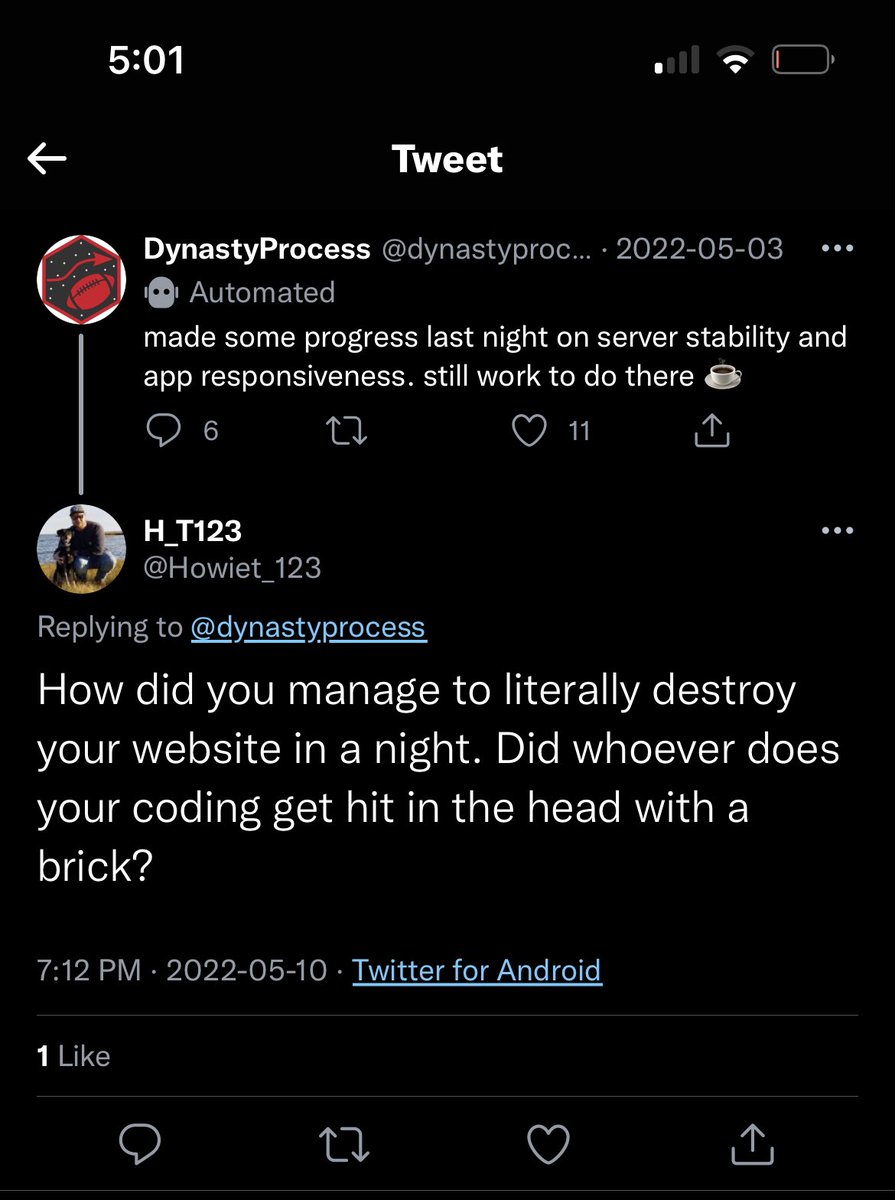 5:01
Tweet
DynastyProcess @dynastyproc... · 2022-05-03
Automated
made some progress last night on server stability and
app responsiveness. still work to do there ☕
6 11
H_T123
@Howiet_123
Replying to @dynastyprocess
How did you manage to literally destroy
your website in a night. Did whoever does
your coding get hit in the head with a
brick?
7:12 PM · 2022-05-10 · Twitter for Android
1 Like